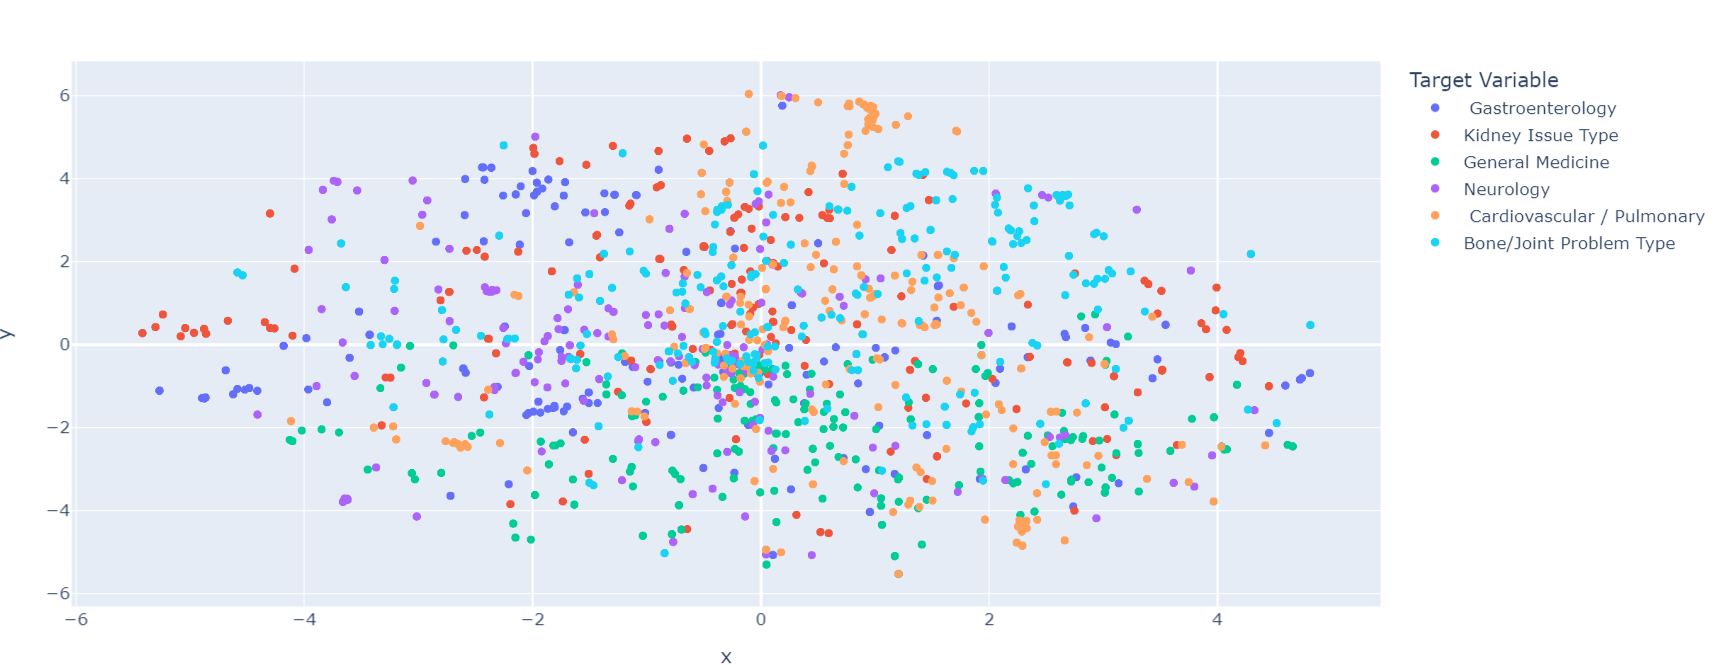 Target Variable
Gastroenterology
Kidney Issue Type
General Medicine
Neurology
Cardiovascular / Pulmonary
Bone/Joint Problem Type
6
4
2
0
−2
−4
−6
y
−6 −4 −2 0 2 4
x